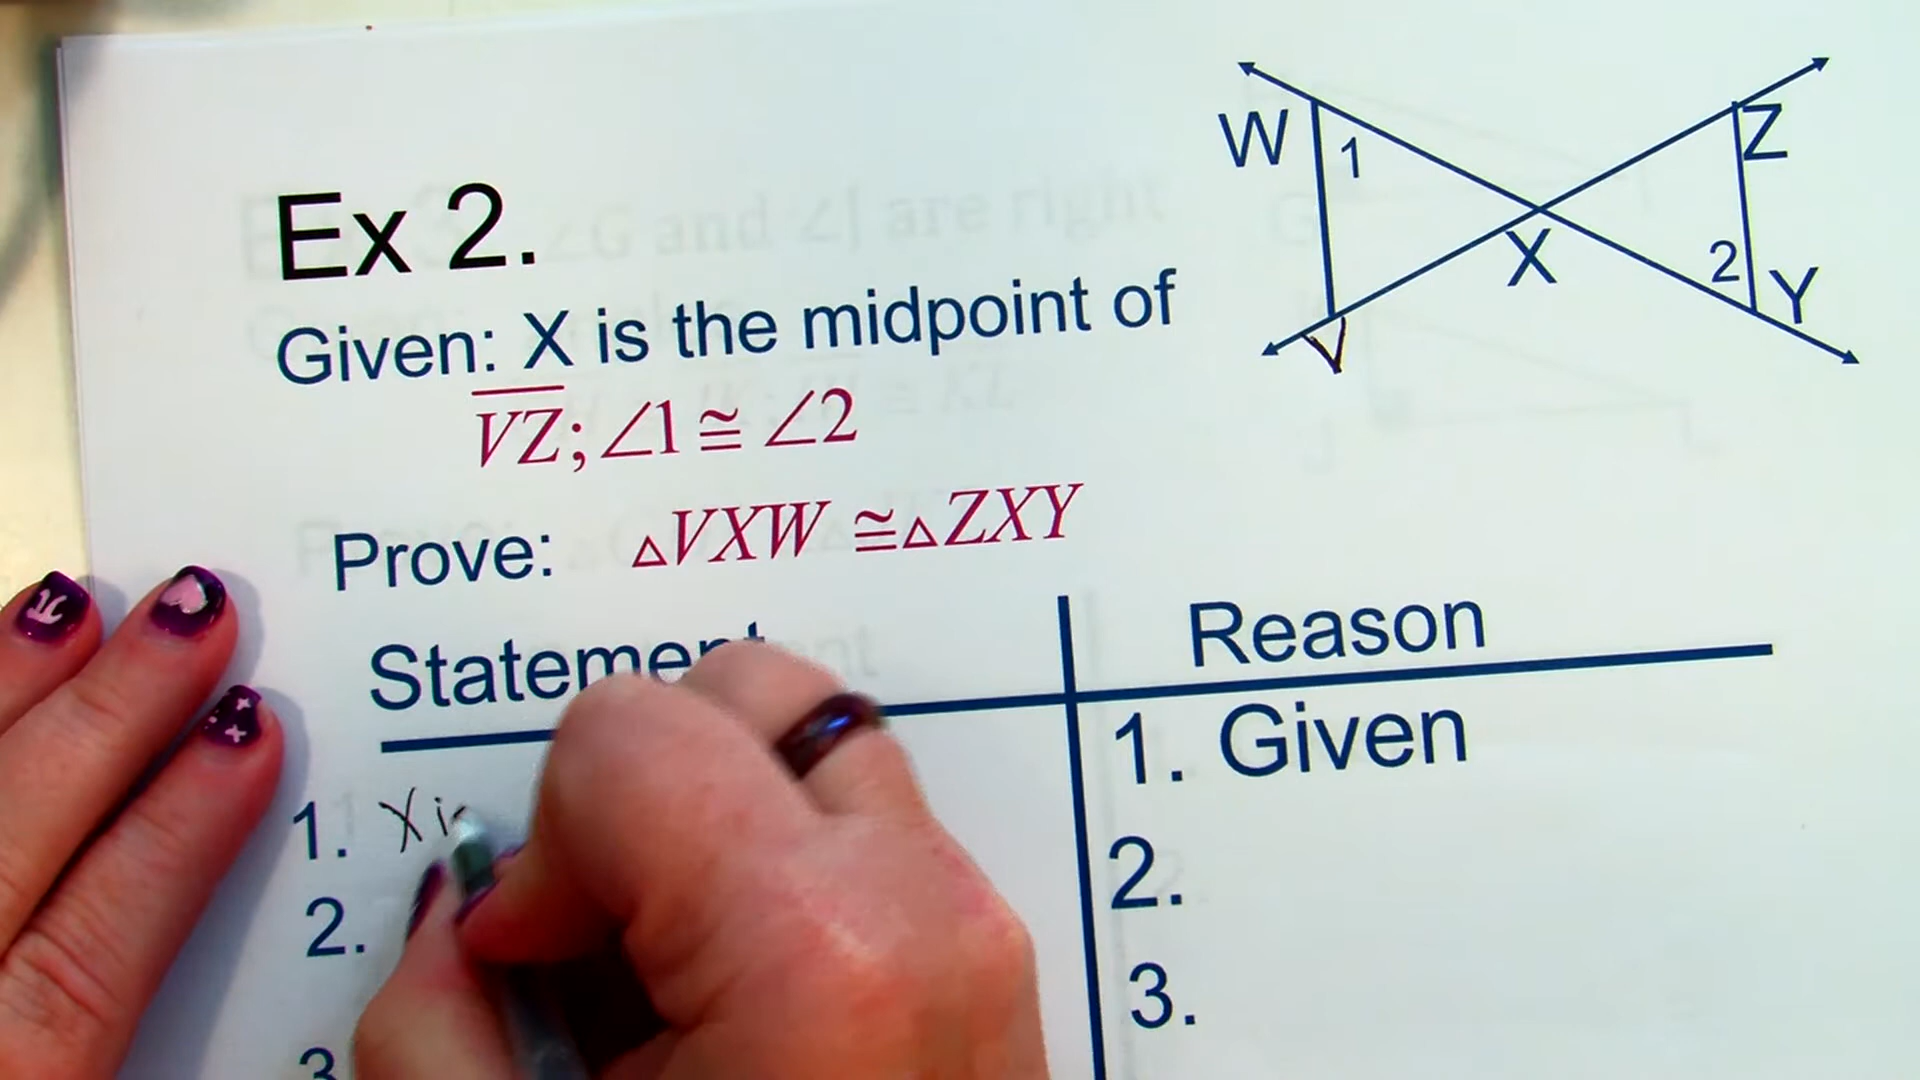 W
1
Z
X
2
Y
V
Ex 2.
Given: X is the midpoint of
VZ; ∠1 ≅ ∠2
Prove: △VXW ≅ △ZXY
Reason
1. X
1. Given
2.
2.
3.
3